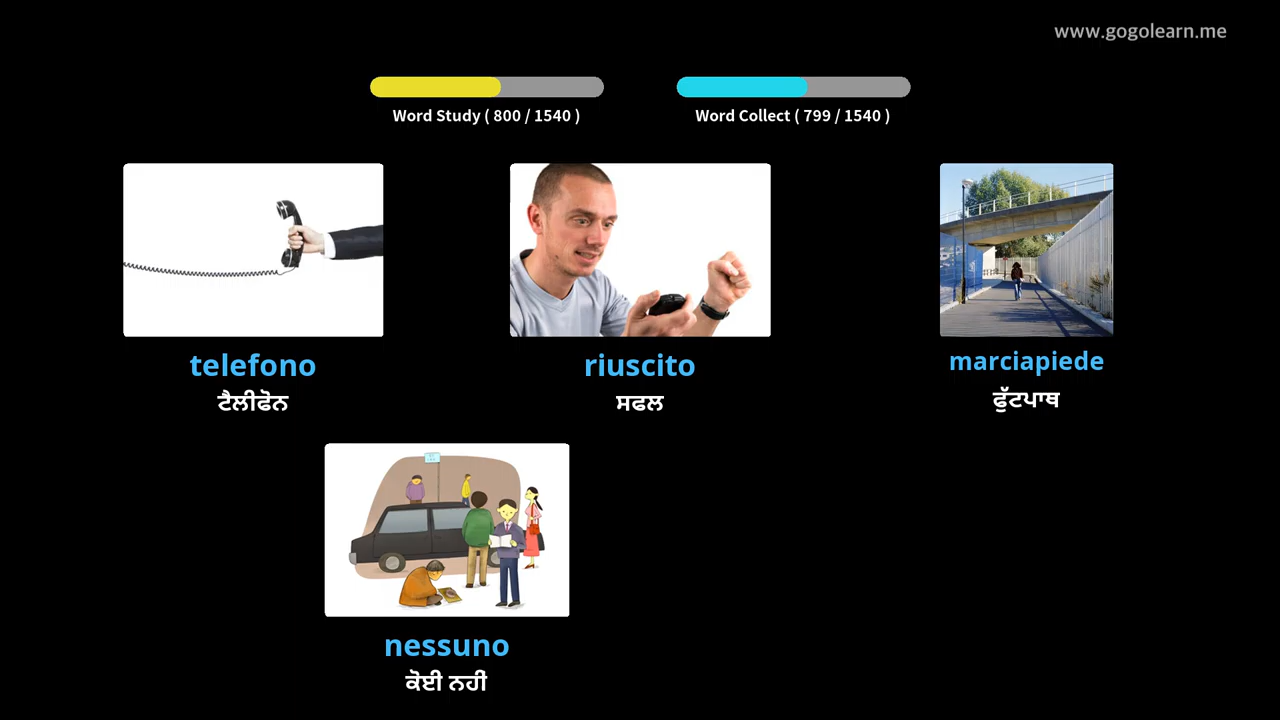 www.gogolearn.me
Word Study ( 800 / 1540 )
Word Collect ( 799 / 1540 )
telefono
ਟੈਲੀਫੋਨ
riuscito
ਸਫਲ
marciapiede
ਫੁੱਟਪਾਥ
nessuno
ਕੋਈ ਨਹੀਂ